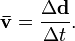 v̄ = Δd / Δt.